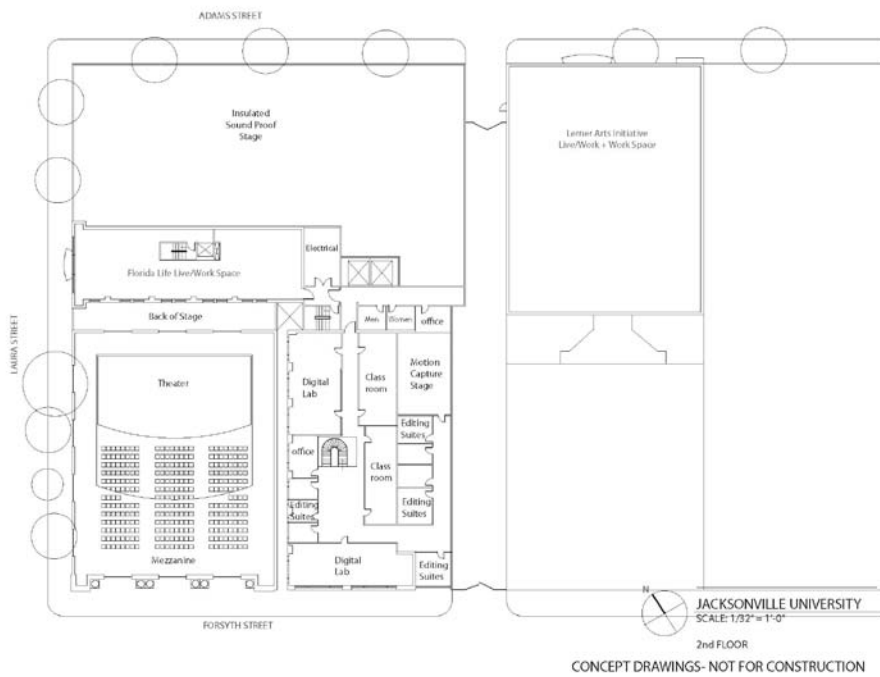 ADAMS STREET
Insulated
Sound Proof
Stage
Lerner Arts Initiative
Live/Work + Work Space
Electrical
Florida Life Live/Work Space
Back of Stage
Men
Women
office
LAURA STREET
Theater
Digital
Lab
Class
room
Motion
Capture
Stage
Editing
Suites
office
Class
room
Editing
Suites
Editing
Suites
Mezzanine
Digital
Lab
Editing
Suites
FORSYTH STREET
N
JACKSONVILLE UNIVERSITY
SCALE: 1/32" = 1'-0"
2nd FLOOR
CONCEPT DRAWINGS- NOT FOR CONSTRUCTION